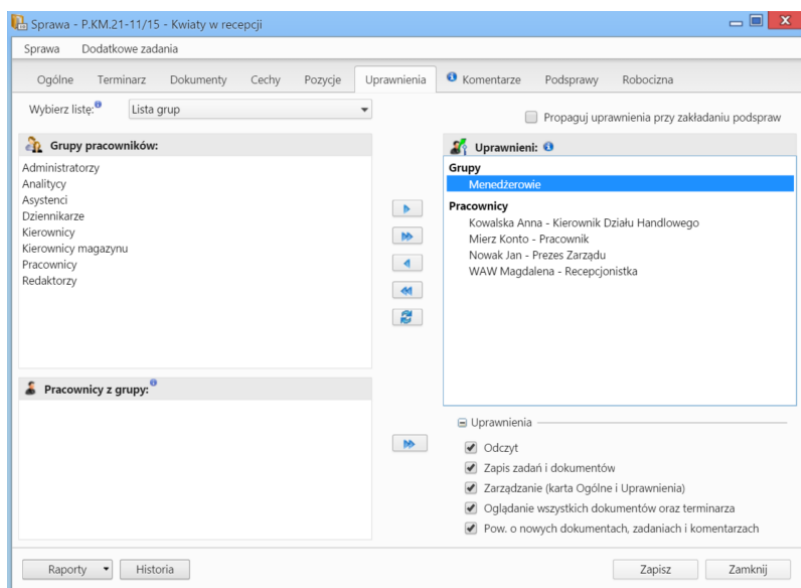 Sprawa - P.KM.21-11/15 - Kwiaty w recepcji
Sprawa Dodatkowe zadania
Ogólne Terminarz Dokumenty Cechy Pozycje Uprawnienia Komentarze Podsprawy Robocizna
Wybierz listę: Lista grup
Propaguj uprawnienia przy zakładaniu podspraw
Grupy pracowników:
Administratorzy
Analitycy
Asystenci
Dziennikarze
Kierownicy
Kierownicy magazynu
Pracownicy
Redaktorzy
Uprawnieni:
Grupy
Menedżerowie
Pracownicy
Kowalska Anna - Kierownik Działu Handlowego
Mierz Konto - Pracownik
Nowak Jan - Prezes Zarządu
WAW Magdalena - Recepcjonistka
Pracownicy z grupy:
Uprawnienia
Odczyt
Zapis zadań i dokumentów
Zarządzanie (karta Ogólne i Uprawnienia)
Oglądanie wszystkich dokumentów oraz terminarza
Pow. o nowych dokumentach, zadaniach i komentarzach
Raporty Historia Zapisz Zamknij